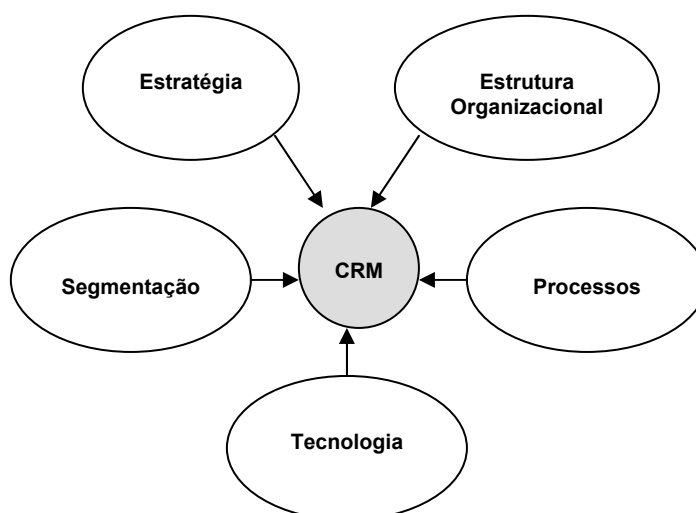 Estratégia
Estrutura
Organizacional
CRM
Segmentação
Processos
Tecnologia